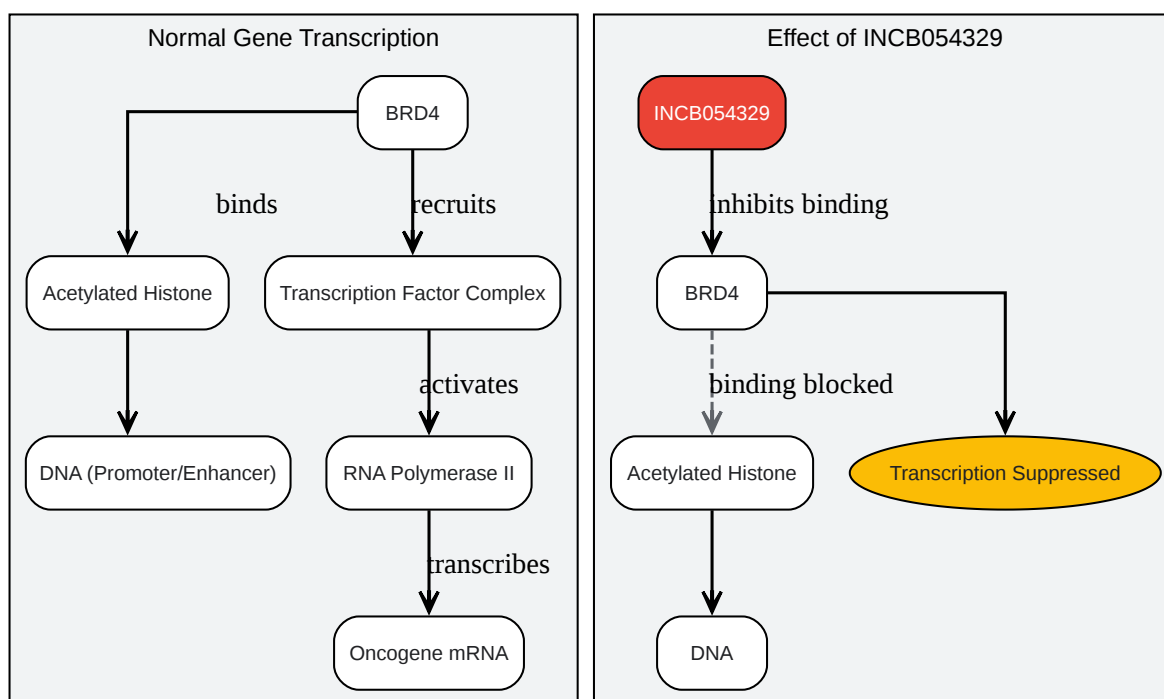 Normal Gene Transcription
BRD4
binds
recruits
Acetylated Histone
Transcription Factor Complex
activates
DNA (Promoter/Enhancer)
RNA Polymerase II
transcribes
Oncogene mRNA
Effect of INCB054329
INCB054329
inhibits binding
BRD4
binding blocked
Acetylated Histone
Transcription Suppressed
DNA